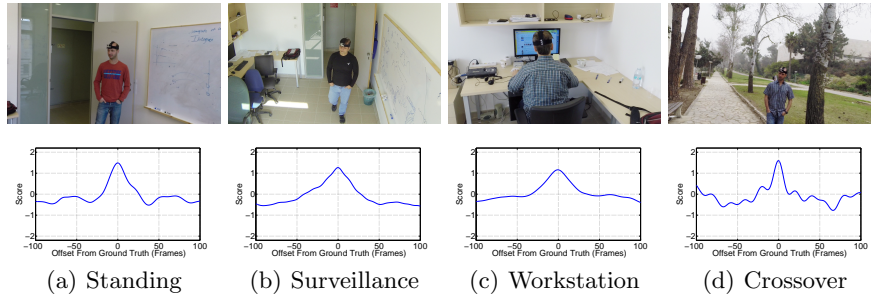 2
1
0
−1
−2
Score
−100 −50 0 50 100
Offset From Ground Truth (Frames)
2
1
0
−1
−2
Score
−100 −50 0 50 100
Offset From Ground Truth (Frames)
2
1
0
−1
−2
Score
−100 −50 0 50 100
Offset From Ground Truth (Frames)
2
1
0
−1
−2
Score
−100 −50 0 50 100
Offset From Ground Truth (Frames)
(a) Standing
(b) Surveillance
(c) Workstation
(d) Crossover